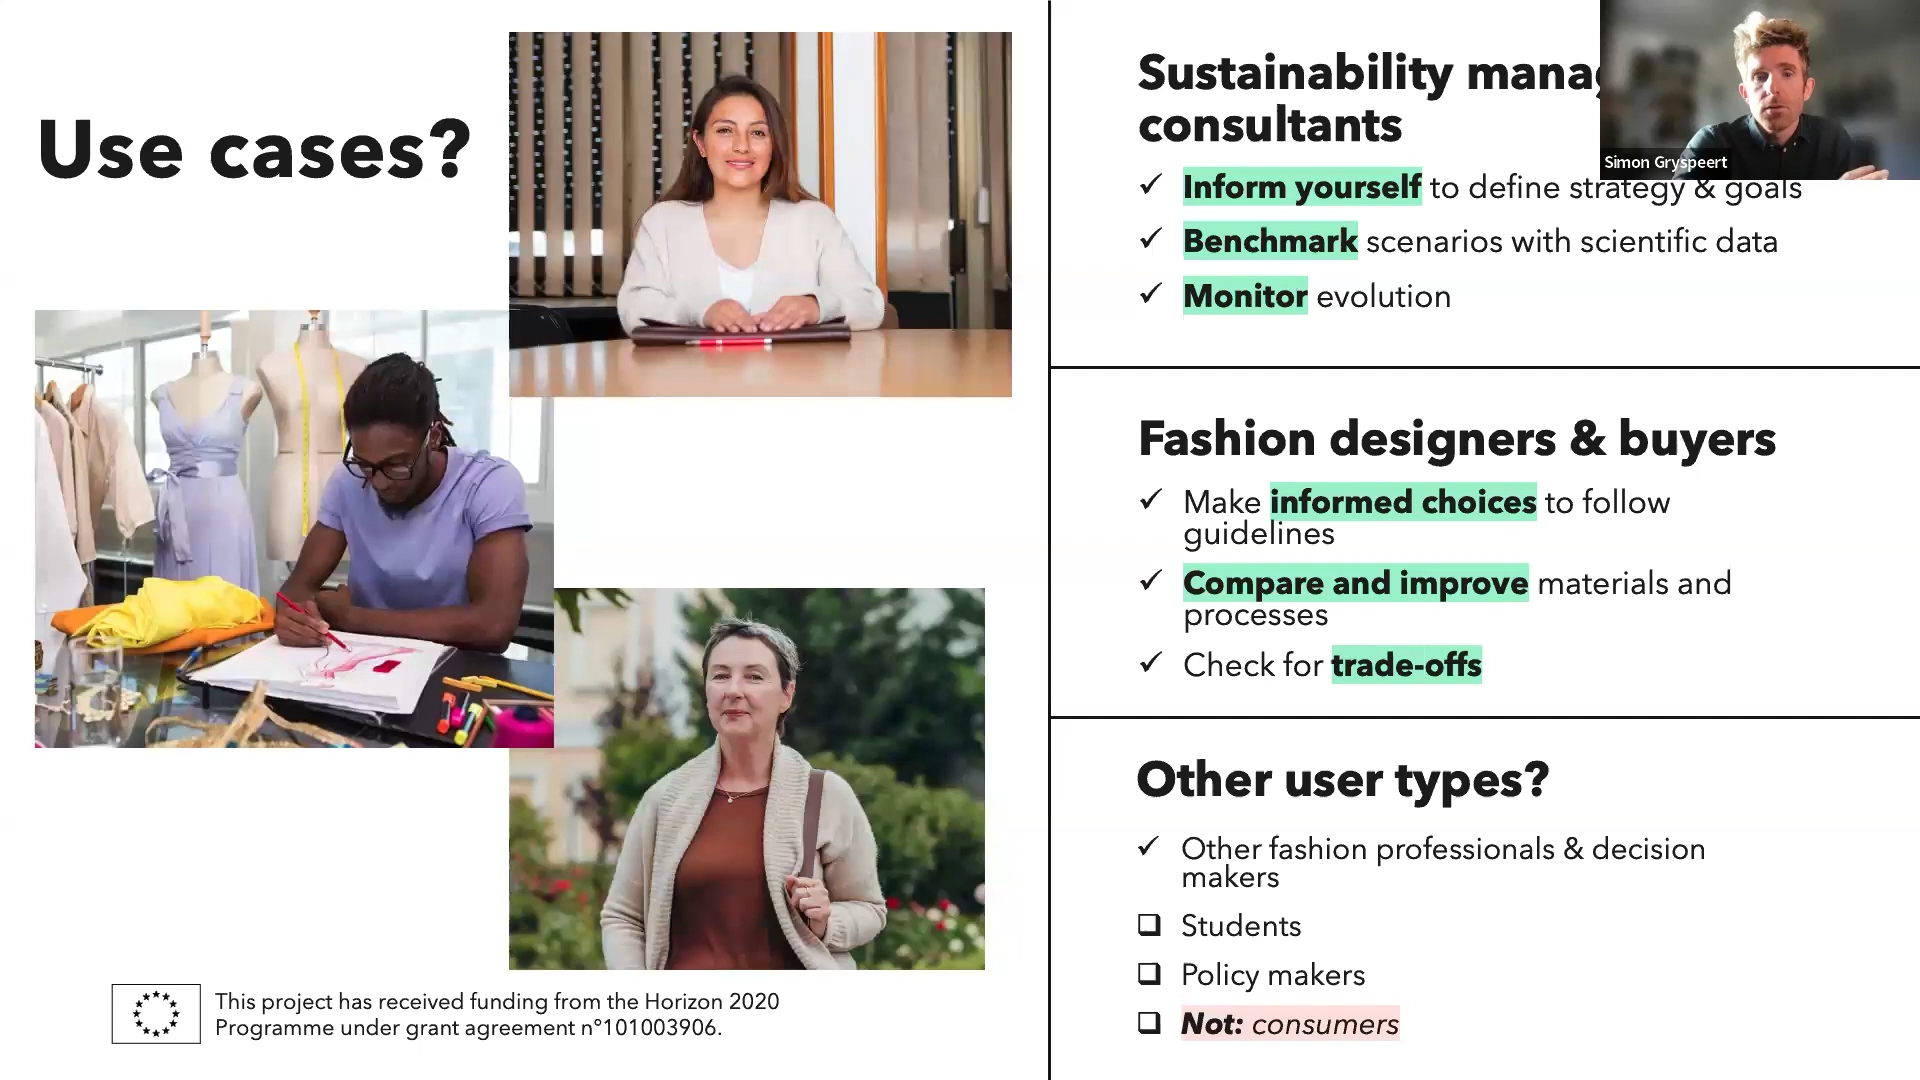 Use cases?
This project has received funding from the Horizon 2020
Programme under grant agreement n°101003906.
Sustainability
consultants
✓ Inform yourself to define strategy & goals
✓ Benchmark scenarios with scientific data
✓ Monitor evolution
Simon Gryspeert
Fashion designers & buyers
✓ Make informed choices to follow
guidelines
✓ Compare and improve materials and
processes
✓ Check for trade-offs
Other user types?
✓ Other fashion professionals & decision
makers
❑ Students
❑ Policy makers
❑ Not: consumers